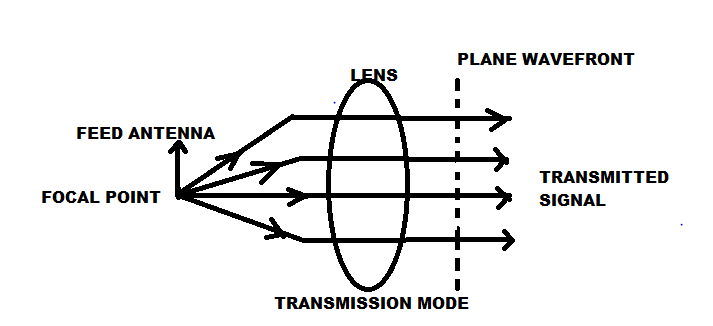 PLANE WAVEFRONT
LENS
FEED ANTENNA
FOCAL POINT
TRANSMITTED
SIGNAL
TRANSMISSION MODE